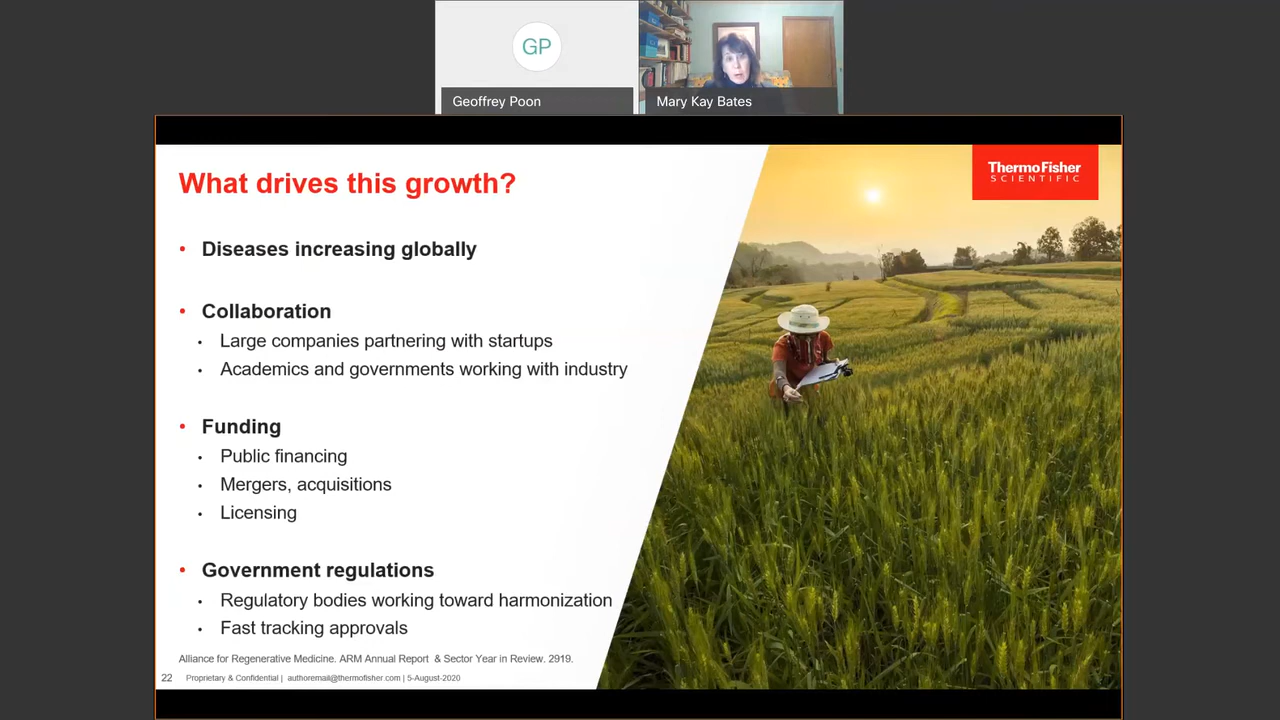 GP
Geoffrey Poon
Mary Kay Bates
ThermoFisher
SCIENTIFIC
What drives this growth?
• Diseases increasing globally
• Collaboration
• Large companies partnering with startups
• Academics and governments working with industry
• Funding
• Public financing
• Mergers, acquisitions
• Licensing
• Government regulations
• Regulatory bodies working toward harmonization
• Fast tracking approvals
Alliance for Regenerative Medicine. ARM Annual Report & Sector Year in Review. 2919.
22 Proprietary & Confidential | authoremail@thermofisher.com | 5-August-2020